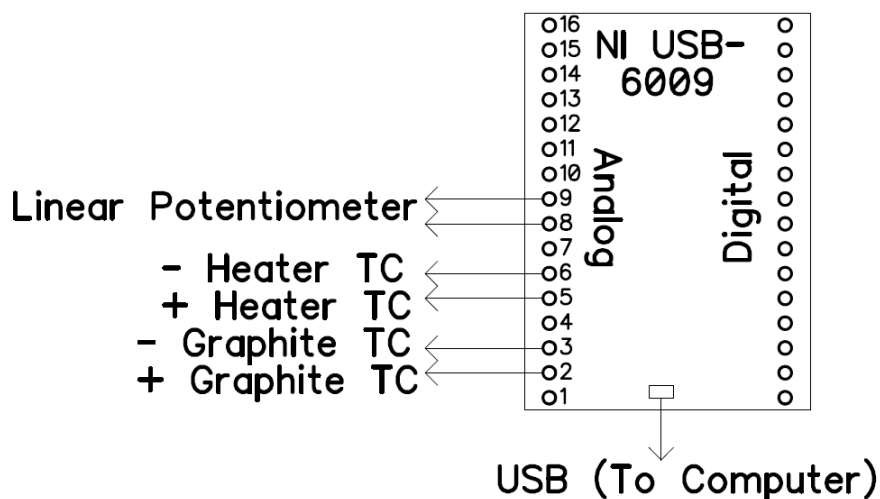 16
15
14
13
12
11
10
9
8
7
6
5
4
3
2
1
NI USB-
6009
Analog
Digital
Linear Potentiometer
- Heater TC
+ Heater TC
- Graphite TC
+ Graphite TC
USB (To Computer)